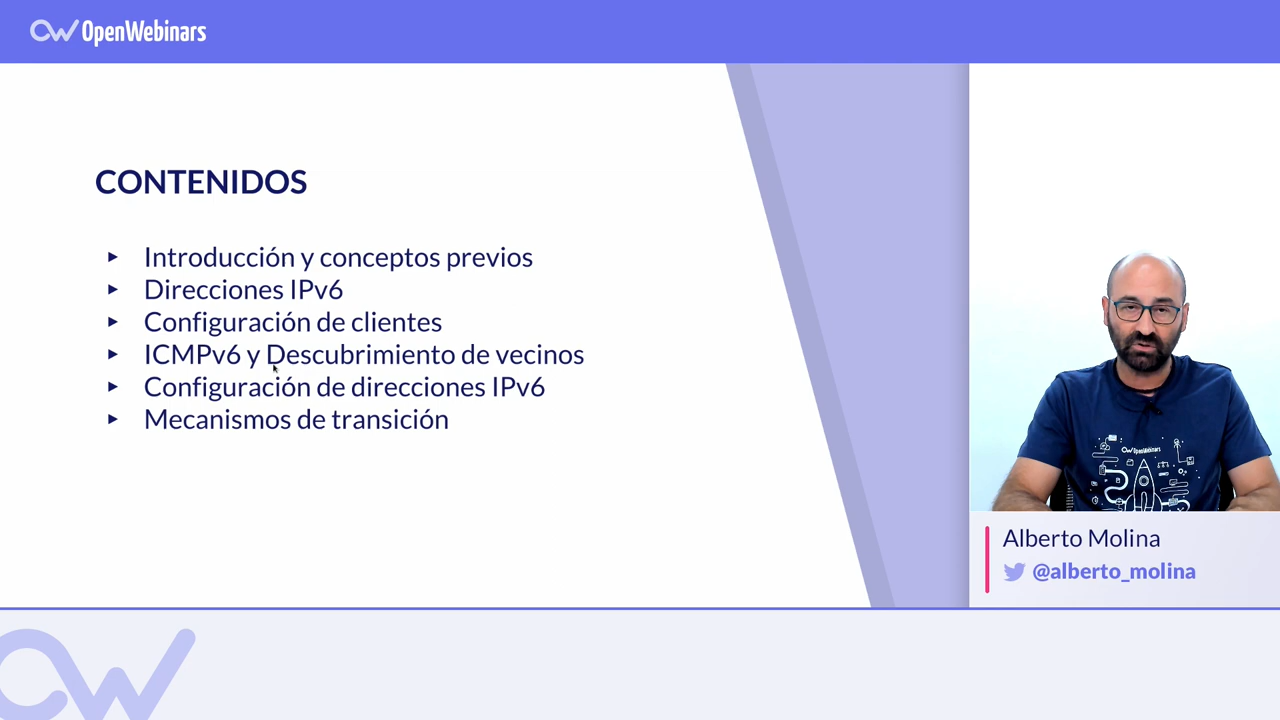 OpenWebinars
CONTENIDOS
Introducción y conceptos previos
Direcciones IPv6
Configuración de clientes
ICMPv6 y Descubrimiento de vecinos
Configuración de direcciones IPv6
Mecanismos de transición
OpenWebinars
Alberto Molina
@alberto_molina